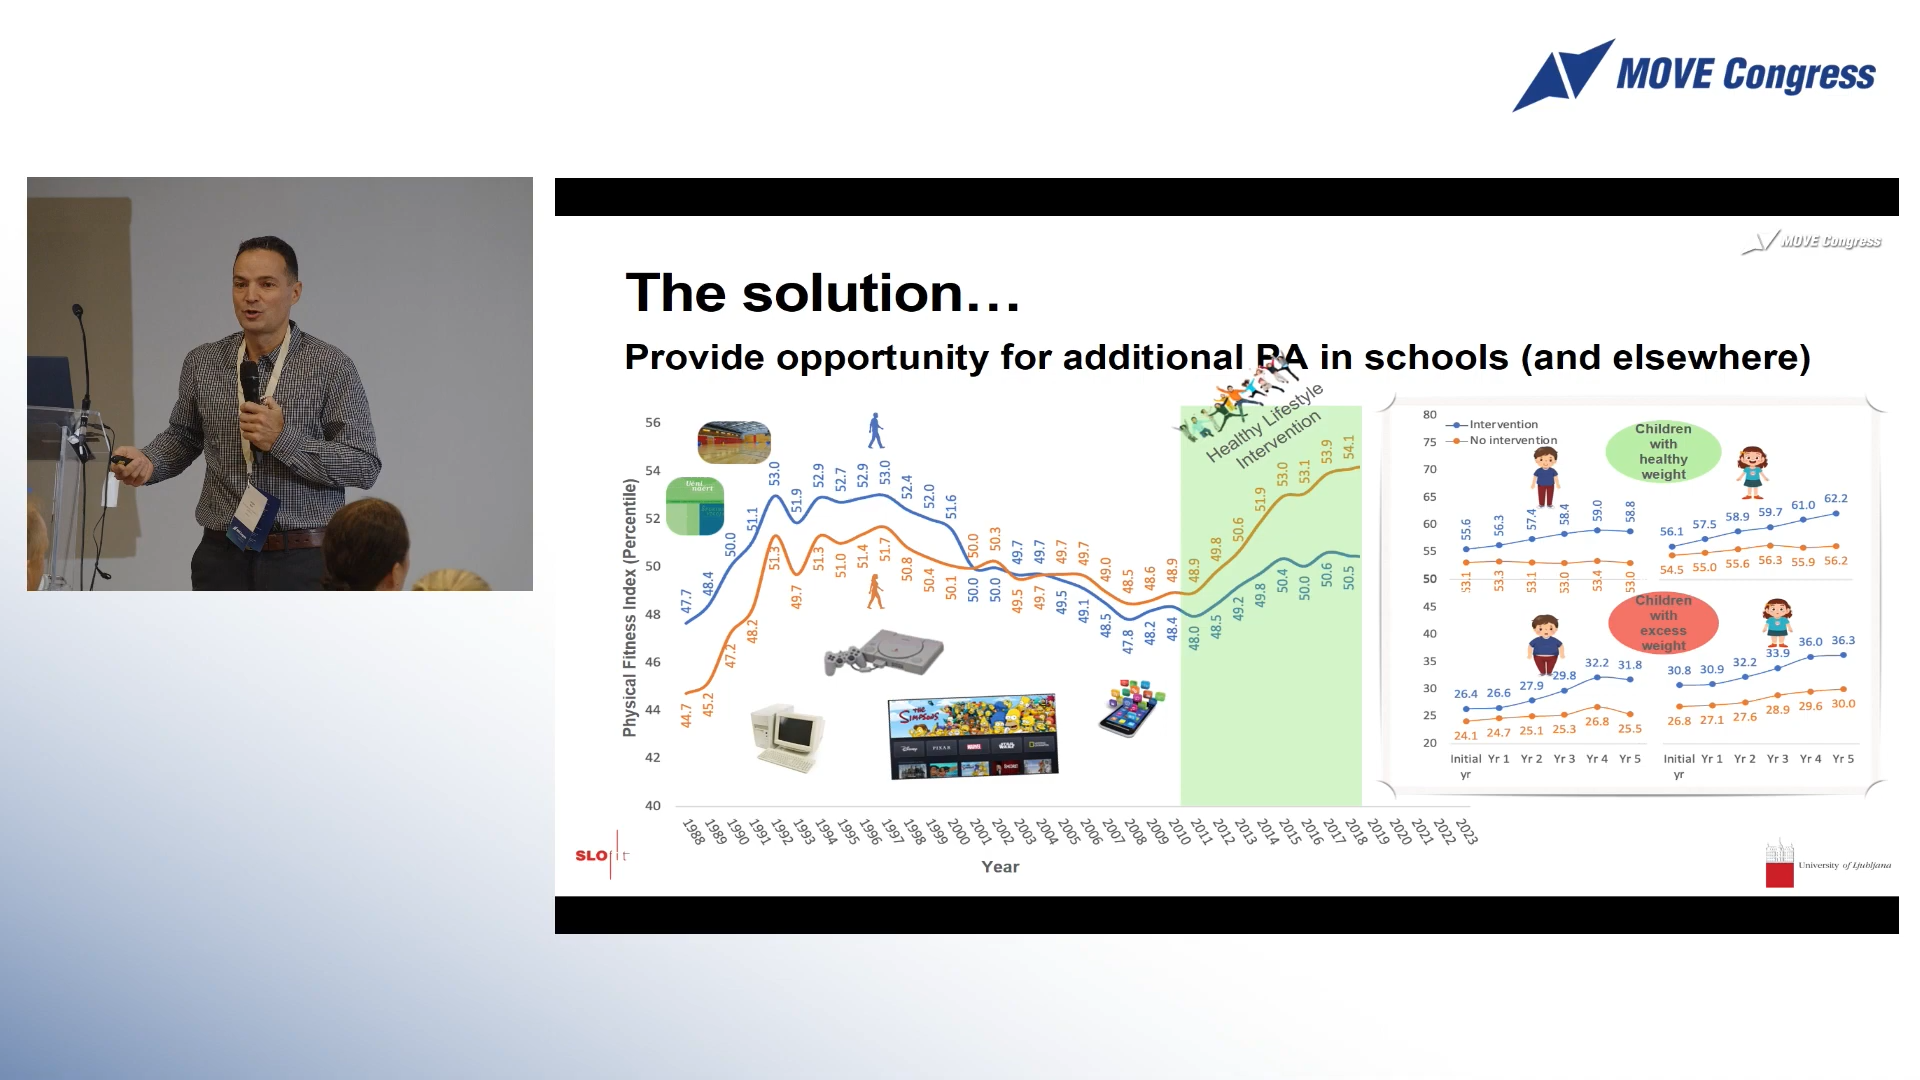 MOVE Congress
MOVE Congress
The solution…
Provide opportunity for additional PA in schools (and elsewhere)
Healthy Lifestyle
Intervention
Physical Fitness Index (Percentile)
56
54
52
50
48
46
44
42
40
47.7
48.4
50.0
51.1
53.0
51.9
52.9
52.7
52.9
53.0
52.4
52.0
51.6
50.0
50.0
49.7
49.7
49.5
49.1
48.5
47.8
48.2
48.4
48.0
48.5
49.2
49.8
50.4
50.0
50.6
50.5
44.7
45.2
47.2
48.2
51.3
49.7
51.3
51.0
51.4
51.7
50.8
50.4
50.1
50.0
50.3
49.5
49.7
49.7
49.7
49.0
48.5
48.6
48.9
48.9
49.8
50.6
51.9
53.0
53.1
53.9
54.1
THE
SIMPSONS
Disney
PIXAR
MARVEL
STAR
WARS
1988 1989 1990 1991 1992 1993 1994 1995 1996 1997 1998 1999 2000 2001 2002 2003 2004 2005 2006 2007 2008 2009 2010 2011 2012 2013 2014 2015 2016 2017 2018 2019 2020 2021 2022 2023
Year
80
75
70
65
60
55
50
45
40
35
30
25
20
Intervention
No intervention
Children
with
healthy
weight
55.6 56.3 57.4 58.4 59.0 58.8
53.1 53.3 53.1 53.0 53.4 53.0
56.1 57.5 58.9 59.7 61.0 62.2
54.5 55.0 55.6 56.3 55.9 56.2
Children
with
excess
weight
26.4 26.6 27.9 29.8 32.2 31.8
24.1 24.7 25.1 25.3 26.8 25.5
30.8 30.9 32.2 33.9 36.0 36.3
26.8 27.1 27.6 28.9 29.6 30.0
Initial yr Yr 1 Yr 2 Yr 3 Yr 4 Yr 5
Initial yr Yr 1 Yr 2 Yr 3 Yr 4 Yr 5
SLOfit
University of Ljubljana